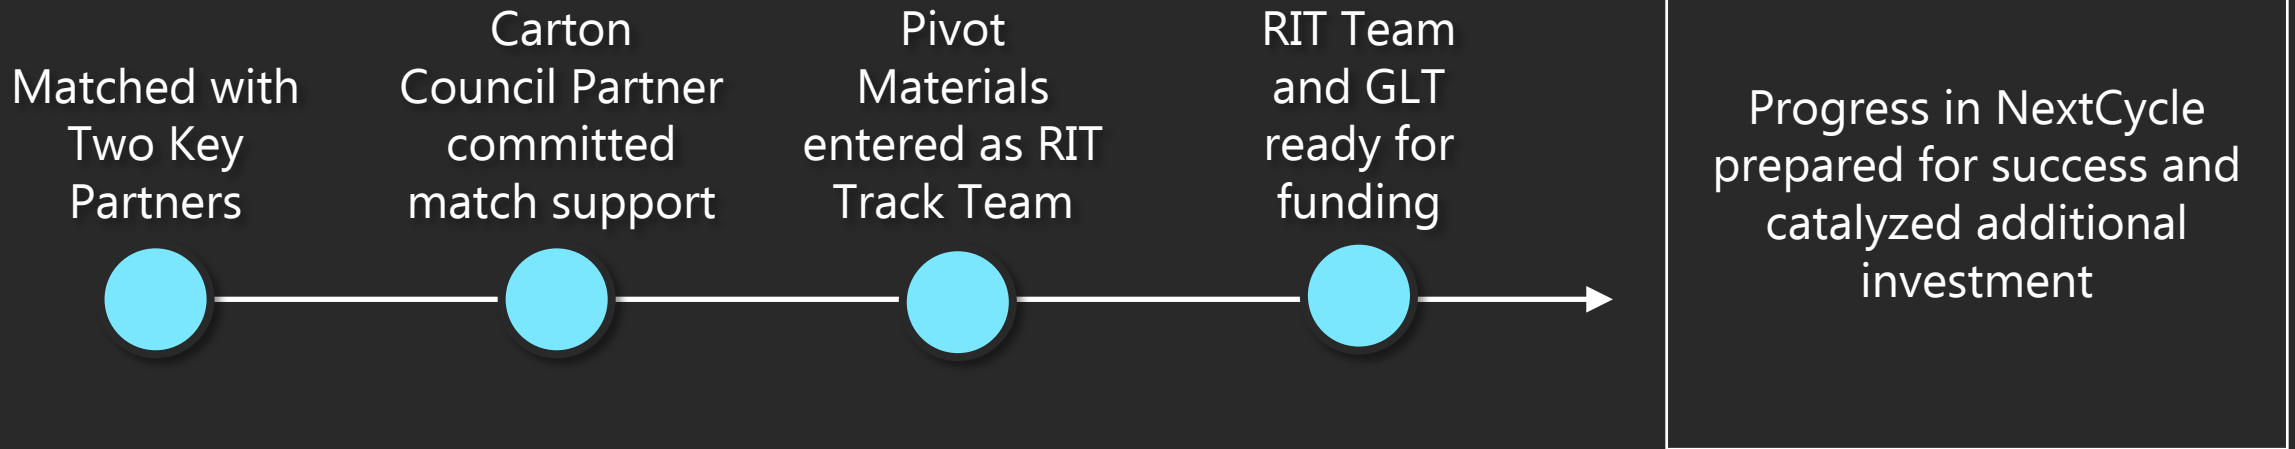 Matched with
Two Key
Partners
Carton
Council Partner
committed
match support
Pivot
Materials
entered as RIT
Track Team
RIT Team
and GLT
ready for
funding
Progress in NextCycle
prepared for success and
catalyzed additional
investment